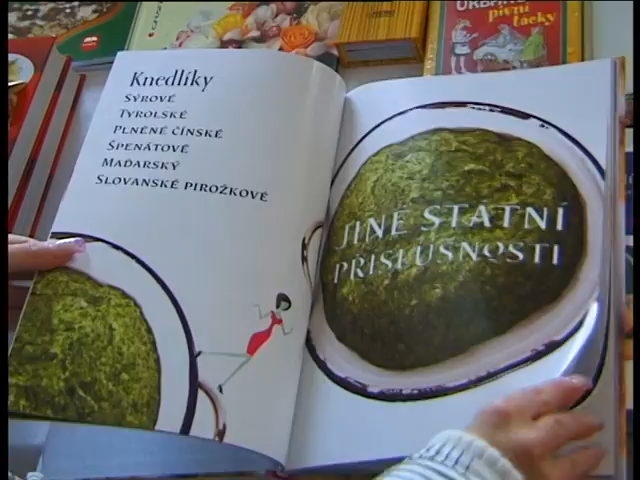 Knedlíky
SÝROVÉ
TYROLSKÉ
PLNĚNÉ ČÍNSKÉ
ŠPENÁTOVÉ
MAĎARSKÝ
SLOVANSKÉ PIROŽKOVÉ
JINÉ STÁTNÍ
PŘÍSLUŠNOSTI
pivní
tácky